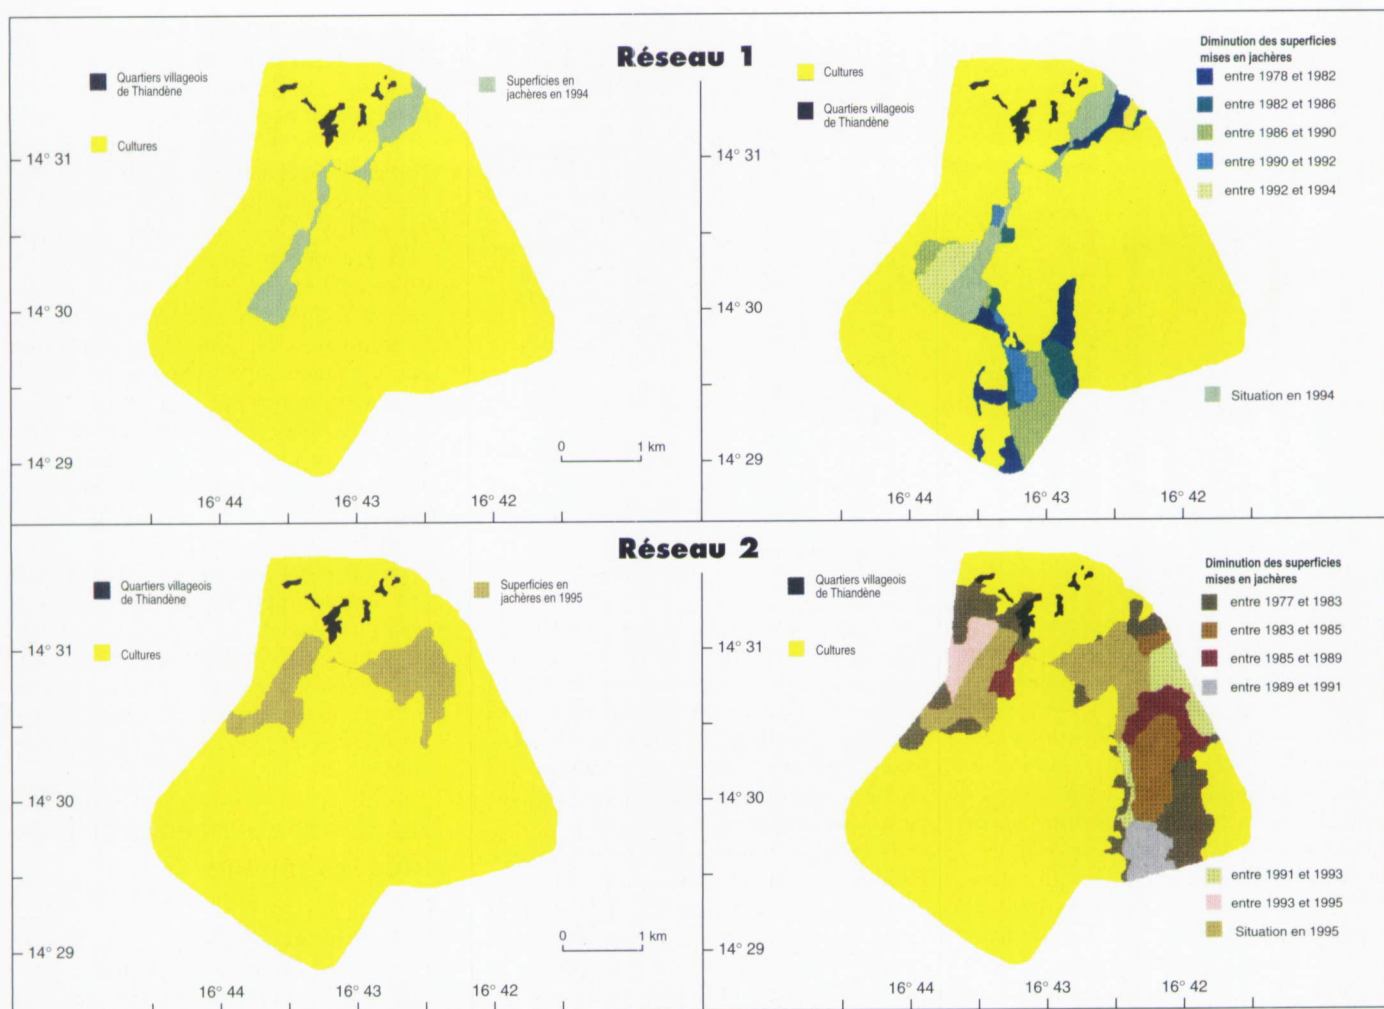 Réseau 1
Quartiers villageois
de Thiandène
Cultures
Superficies en
jachères en 1994
14° 31
14° 30
14° 29
16° 44
16° 43
16° 42
0
1 km
Cultures
Quartiers villageois
de Thiandène
Diminution des superficies
mises en jachères
entre 1978 et 1982
entre 1982 et 1986
entre 1986 et 1990
entre 1990 et 1992
entre 1992 et 1994
Situation en 1994
14° 31
14° 30
14° 29
16° 44
16° 43
16° 42
Réseau 2
Quartiers villageois
de Thiandène
Cultures
Superficies en
jachères en 1995
14° 31
14° 30
14° 29
16° 44
16° 43
16° 42
0
1 km
Quartiers villageois
de Thiandène
Cultures
Diminution des superficies
mises en jachères
entre 1977 et 1983
entre 1983 et 1985
entre 1985 et 1989
entre 1989 et 1991
entre 1991 et 1993
entre 1993 et 1995
Situation en 1995
14° 31
14° 30
14° 29
16° 44
16° 43
16° 42